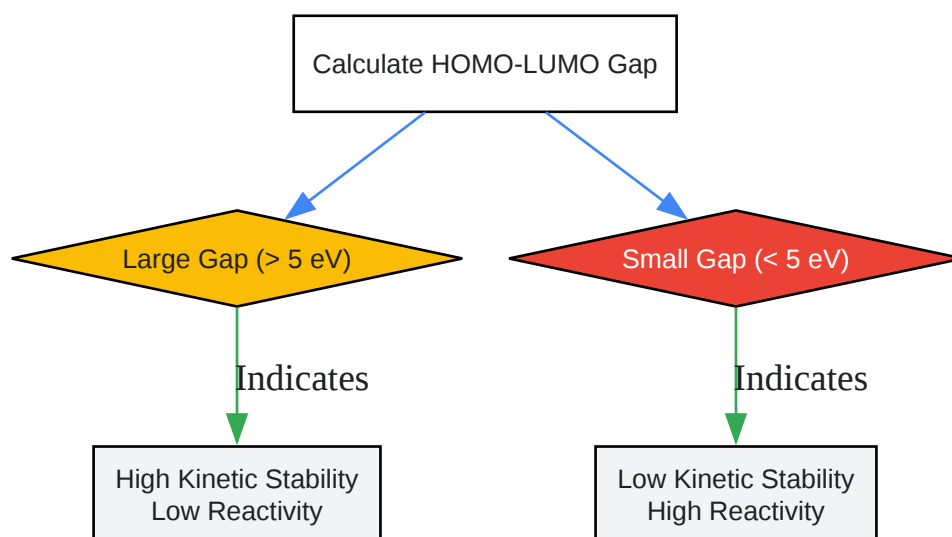 Calculate HOMO-LUMO Gap
Large Gap (> 5 eV)
Small Gap (< 5 eV)
Indicates
Indicates
High Kinetic Stability
Low Reactivity
Low Kinetic Stability
High Reactivity